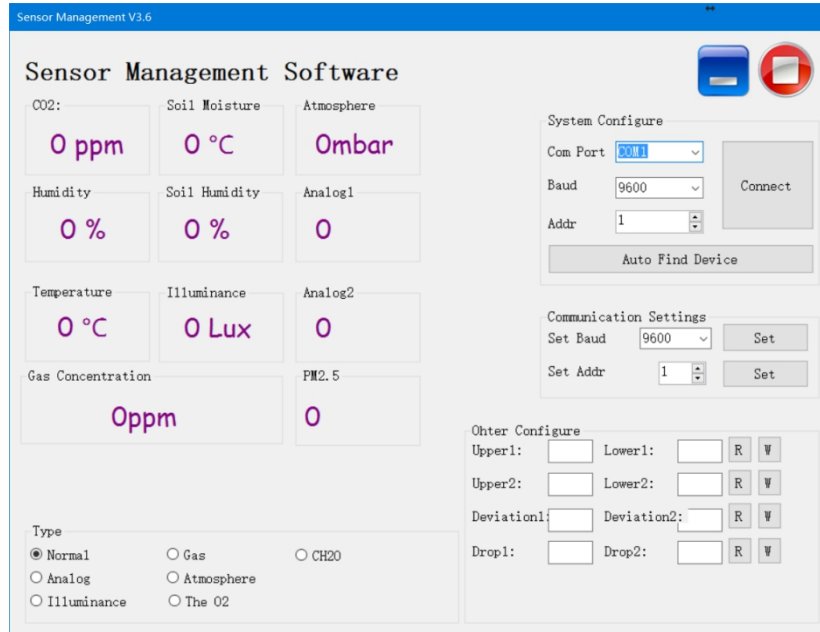 Sensor Management V3.6
Sensor Management Software
CO2: Soil Moisture Atmosphere
0 ppm 0 °C 0mbar
Humidity Soil Humidity Analog1
0 % 0 % 0
Temperature Illuminance Analog2
0 °C 0 Lux 0
Gas Concentration PM2.5
0ppm 0
Type
Normal Gas CH2O
Analog Atmosphere
Illuminance The O2
System Configure
Com Port COM1
Baud 9600 Connect
Addr 1
Auto Find Device
Communication Settings
Set Baud 9600 Set
Set Addr 1 Set
Ohter Configure
Upper1: Lower1: R W
Upper2: Lower2: R W
Deviation1: Deviation2: R W
Drop1: Drop2: R W